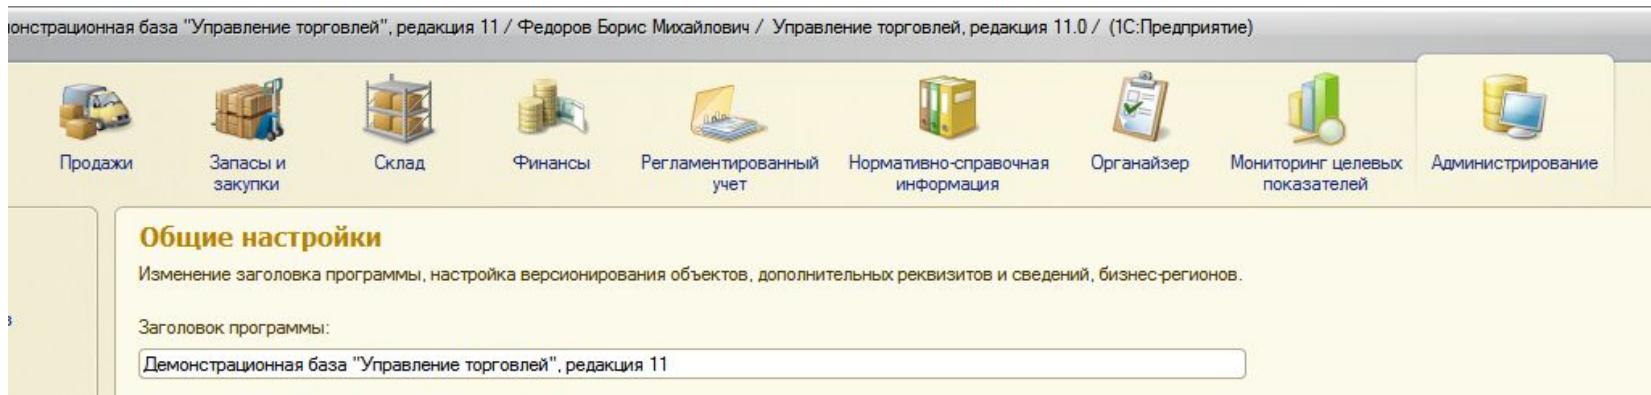 база "Управление торговлей", редакция 11 / Федоров Борис Михайлович / Управление торговлей, редакция 11.0 / (1С:Предприятие)
Продажи
Запасы и
закупки
Склад
Финансы
Регламентированный
учет
Нормативно-справочная
информация
Органайзер
Мониторинг целевых
показателей
Администрирование
Общие настройки
Изменение заголовка программы, настройка версионирования объектов, дополнительных реквизитов и сведений, бизнес-регионов.
Заголовок программы:
Демонстрационная база "Управление торговлей", редакция 11